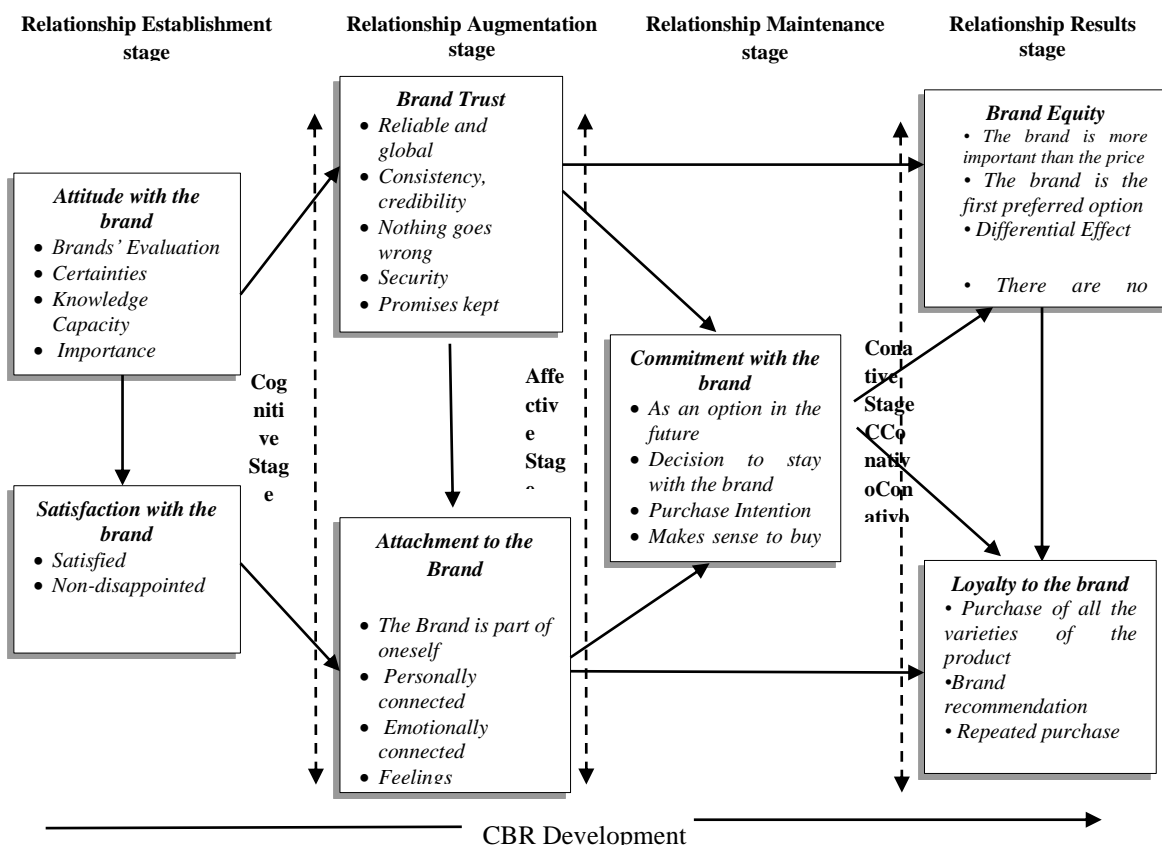 Relationship Establishment
stage
Relationship Augmentation
stage
Relationship Maintenance
stage
Relationship Results
stage
Attitude with the
brand
• Brands’ Evaluation
• Certainties
• Knowledge
Capacity
• Importance
Satisfaction with the
brand
• Satisfied
• Non-disappointed
Cog
niti
ve
Stag
e
Brand Trust
• Reliable and
global
• Consistency,
credibility
• Nothing goes
wrong
• Security
• Promises kept
Attachment to the
Brand
• The Brand is part of
oneself
• Personally
connected
• Emotionally
connected
• Feelings
Affe
ctiv
e
Stag
Commitment with the
brand
• As an option in the
future
• Decision to stay
with the brand
• Purchase Intention
• Makes sense to buy
Cona
tive
Stage
CCo
nativ
oCon
ativo
Brand Equity
• The brand is more
important than the price
• The brand is the
first preferred option
• Differential Effect
• There are no
Loyalty to the brand
• Purchase of all the
varieties of the
product
•Brand
recommendation
• Repeated purchase
CBR Development